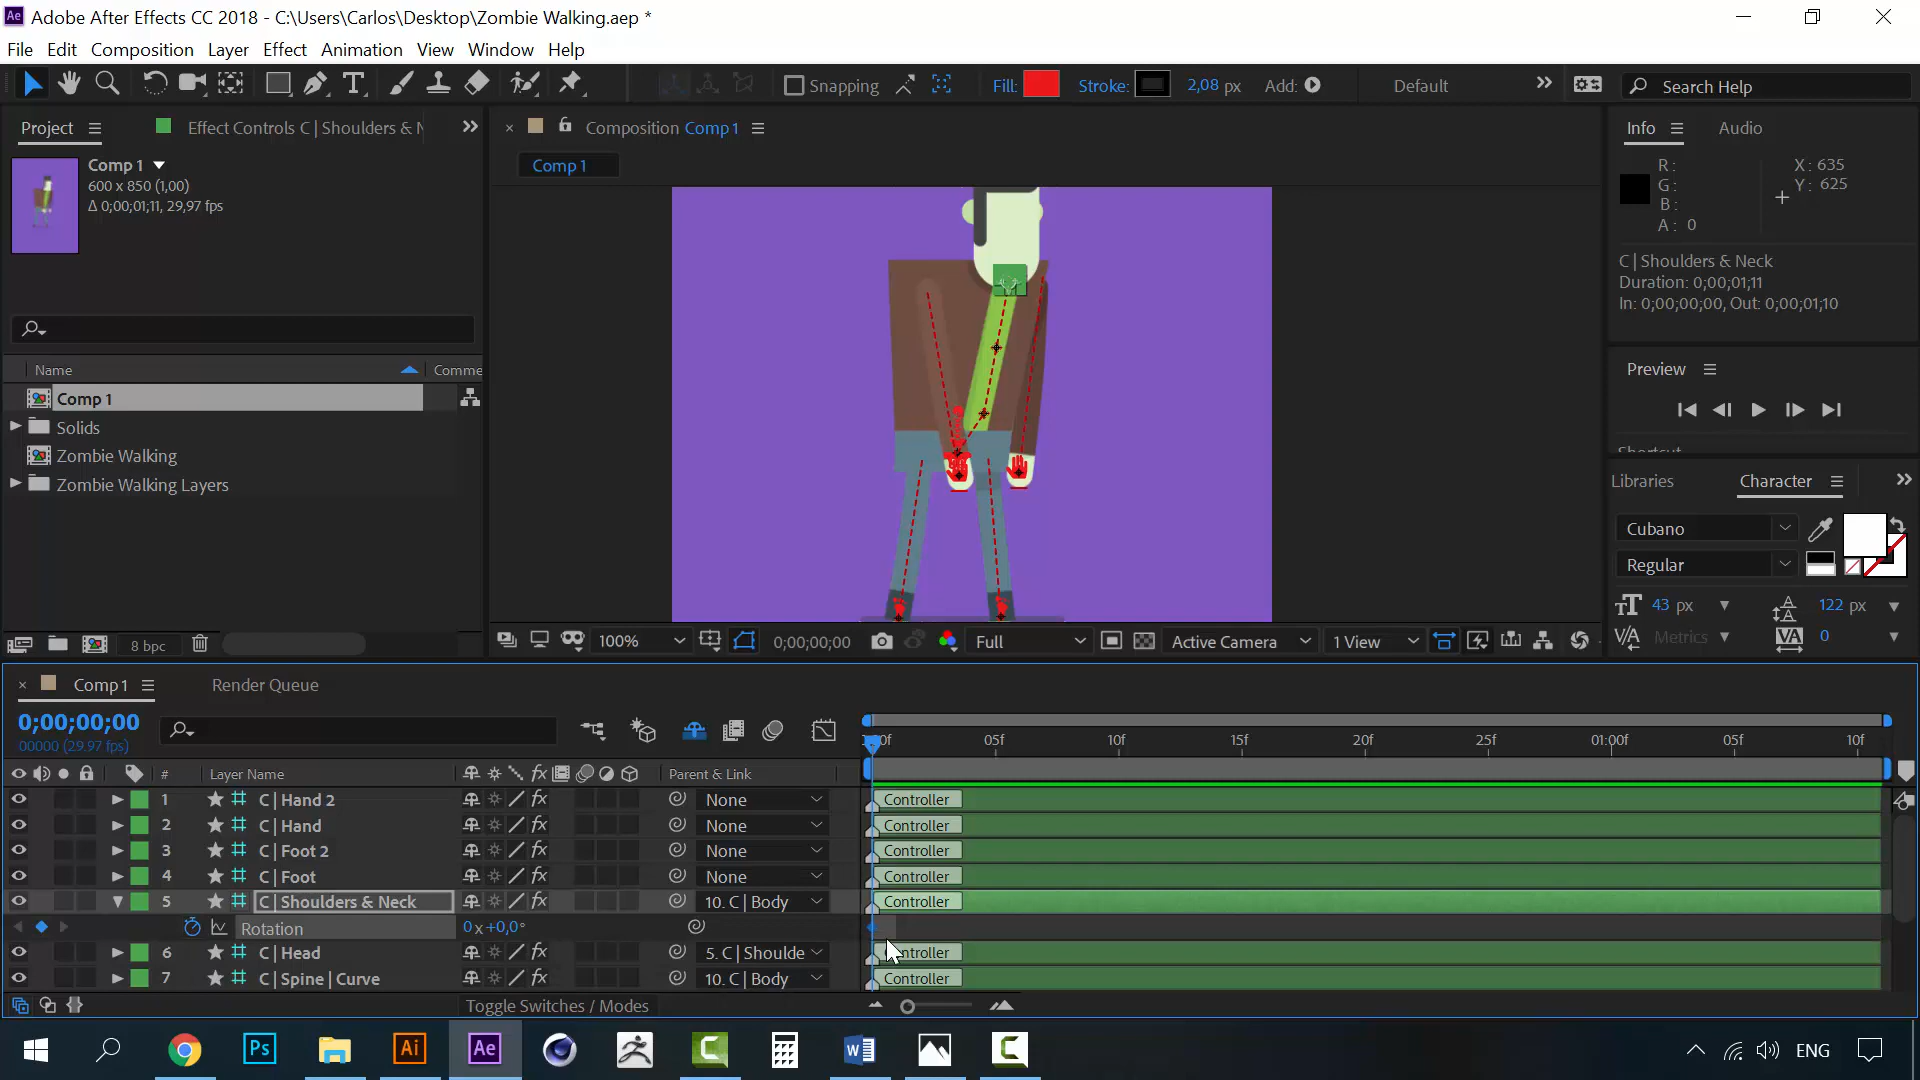 Adobe After Effects CC 2018 - C:\Users\Carlos\Desktop\Zombie Walking.aep *
File Edit Composition Layer Effect Animation View Window Help
Snapping Fill: Stroke: 2,08 px Add: Default Search Help
Project Effect Controls C | Shoulders & N
Composition Comp 1
Info Audio
Comp 1
600 x 850 (1,00)
Δ 0;00;01;11, 29,97 fps
Comp 1
R:
G:
B:
A: 0
X: 635
Y: 625
C | Shoulders & Neck
Duration: 0;00;01;11
In: 0;00;00;00, Out: 0;00;01;10
Name Comme
Comp 1
Solids
Zombie Walking
Zombie Walking Layers
Preview
Libraries Character
Cubano
Regular
43 px 122 px
Metrics 0
8 bpc
100% 0;00;00;00 Full Active Camera 1 View
Comp 1 Render Queue
0;00;00;00
00000 (29.97 fps)
05f 10f 15f 20f 25f 01:00f 05f 10f
# Layer Name Parent & Link
1 C | Hand 2 None Controller
2 C | Hand None Controller
3 C | Foot 2 None Controller
4 C | Foot None Controller
5 C | Shoulders & Neck 10. C | Body Controller
Rotation 0x+0,0°
6 C | Head 5. C | Shoulde
7 C | Spine | Curve 10. C | Body Controller
Toggle Switches / Modes
Ps Ai Ae W ENG